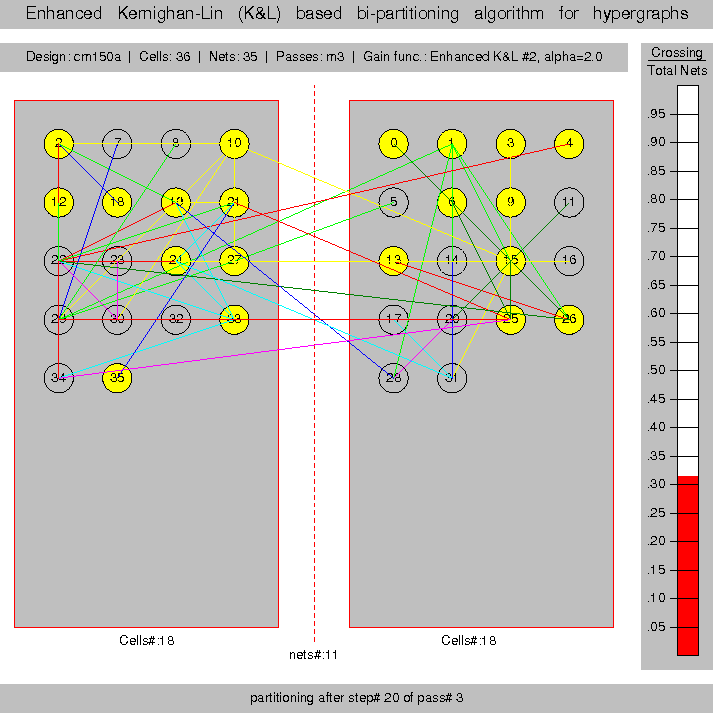 Enhanced Kernighan-Lin (K&L) based bi-partitioning algorithm for hypergraphs
Design: cm150a | Cells: 36 | Nets: 35 | Passes: m3 | Gain func.: Enhanced K&L #2, alpha=2.0
Crossing
Total Nets
.95
.90
.85
.80
.75
.70
.65
.60
.55
.50
.45
.40
.35
.30
.25
.20
.15
.10
.05
2 7 8 10 0 1 3 4
12 18 19 21 5 6 9 11
22 23 24 27 13 14 15 16
29 30 32 33 17 20 25 26
34 35 28 31
Cells#:18
Cells#:18
nets#:11
partitioning after step# 20 of pass# 3